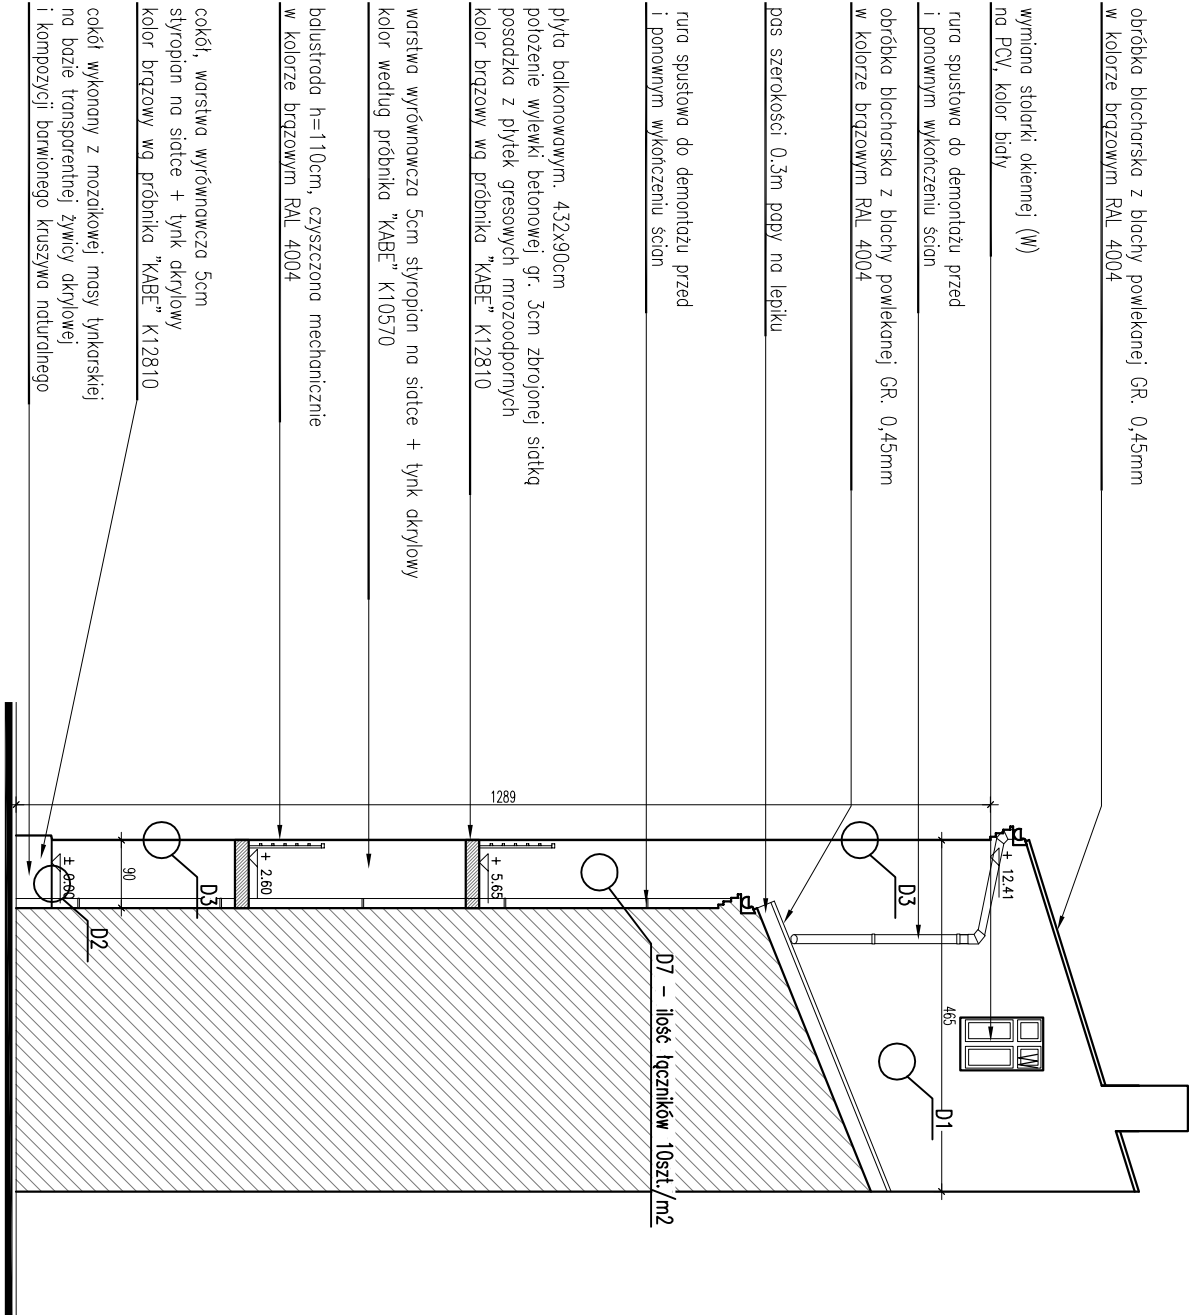 obróbka blacharska z blachy powlekanej GR. 0,45mm
w kolorze brązowym RAL 4004
wymiana stolarki okiennej (W)
na PCV, kolor biały
rura spustowa do demontażu przed
i ponownym wykończeniu ścian
obróbka blacharska z blachy powlekanej GR. 0,45mm
w kolorze brązowym RAL 4004
pas szerokości 0.3m papy na lepiku
rura spustowa do demontażu przed
i ponownym wykończeniu ścian
płyta balkonowawym. 432x90cm
położenie wylewki betonowej gr. 3cm zbrojonej siatką
posadzka z płytek gresowych mrozoodpornych
kolor brązowy wg próbnika "KABE" K12810
warstwa wyrównawcza 5cm styropian na siatce + tynk akrylowy
kolor według próbnika "KABE" K10570
balustrada h=110cm, czyszczona mechanicznie
w kolorze brązowym RAL 4004
cokół, warstwa wyrównawcza 5cm
styropian na siatce + tynk akrylowy
kolor brązowy wg próbnika "KABE" K12810
cokół wykonany z mozaikowej masy tynkarskiej
na bazie transparentnej żywicy akrylowej
i kompozycji barwionego kruszywa naturalnego
1289
+ 12.41
D3
465
W
D1
+ 5.65
D7 - ilość łączników 10szt./m2
+ 2.60
D3
90
± 0.00
D2